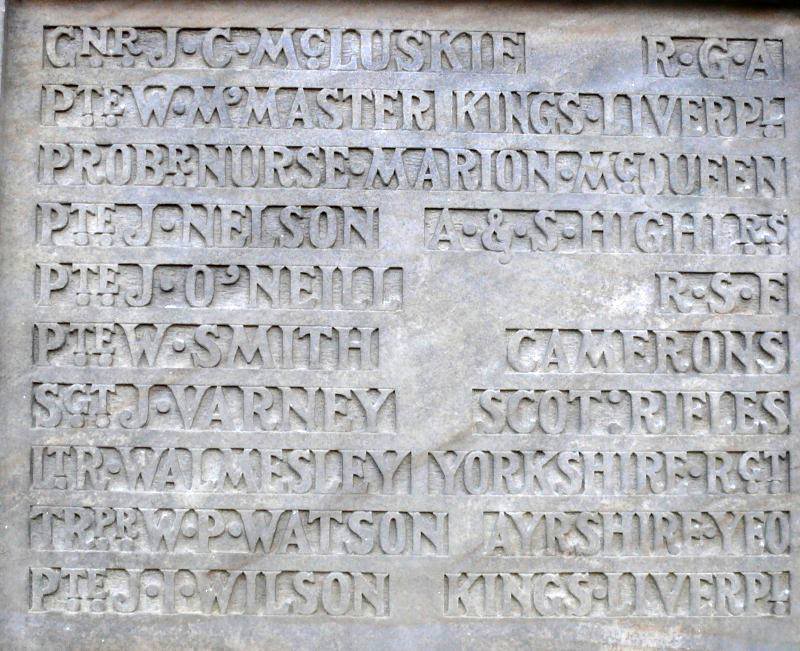 GNR J·C·McLUSKIE R·G·A
PTE W·M'MASTER KINGS·LIVERPL
PROBR NURSE·MARION·McQUEEN
PTE J·NELSON A·&·S·HIGHLRS
PTE J·O'NEILL R·S·F
PTE W·SMITH CAMERONS
SGT J·VARNEY SCOT·RIFLES
LT R·WALMESLEY YORKSHIRE·RGT
TRPR W·P·WATSON AYRSHIRE·YEO
PTE J·I·WILSON KINGS·LIVERPL